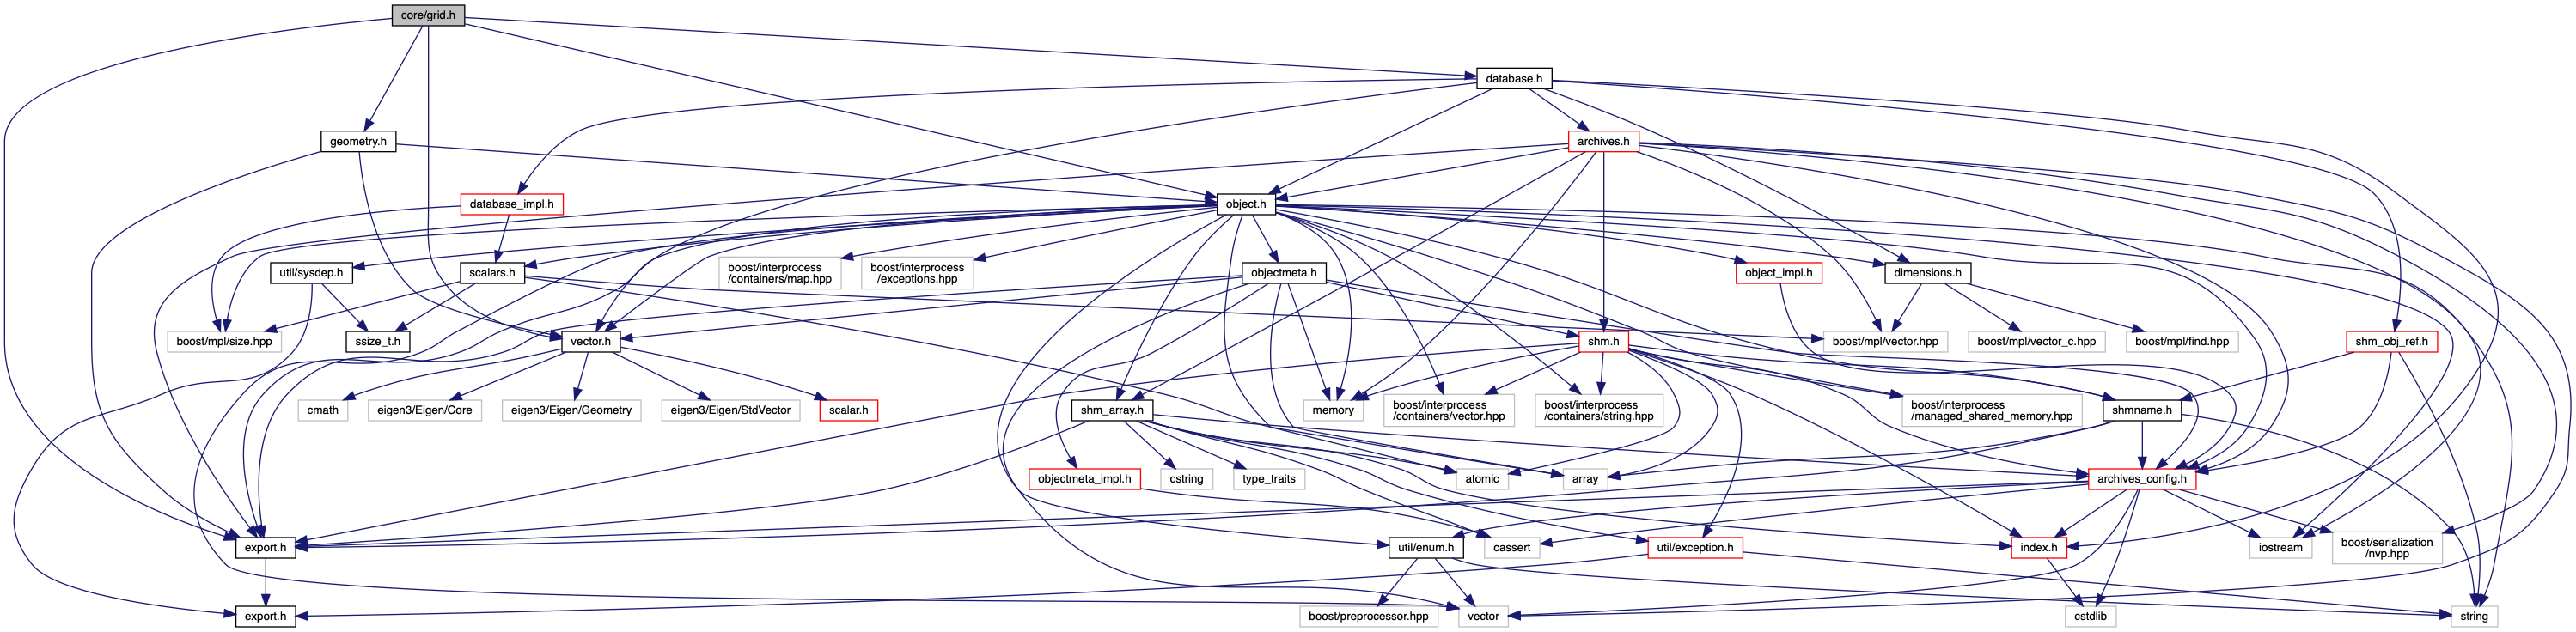 core/grid.h
database.h
geometry.h
archives.h
database_impl.h
object.h
util/sysdep.h
scalars.h
boost/interprocess
/containers/map.hpp
boost/interprocess
/exceptions.hpp
objectmeta.h
object_impl.h
dimensions.h
boost/mpl/size.hpp
ssize_t.h
vector.h
shm.h
boost/mpl/vector.hpp
boost/mpl/vector_c.hpp
boost/mpl/find.hpp
shm_obj_ref.h
cmath
eigen3/Eigen/Core
eigen3/Eigen/Geometry
eigen3/Eigen/StdVector
scalar.h
shm_array.h
memory
boost/interprocess
/containers/vector.hpp
boost/interprocess
/containers/string.hpp
boost/interprocess
/managed_shared_memory.hpp
shmname.h
objectmeta_impl.h
cstring
type_traits
atomic
array
archives_config.h
export.h
util/enum.h
cassert
util/exception.h
index.h
iostream
boost/serialization
/nvp.hpp
export.h
boost/preprocessor.hpp
vector
cstdlib
string